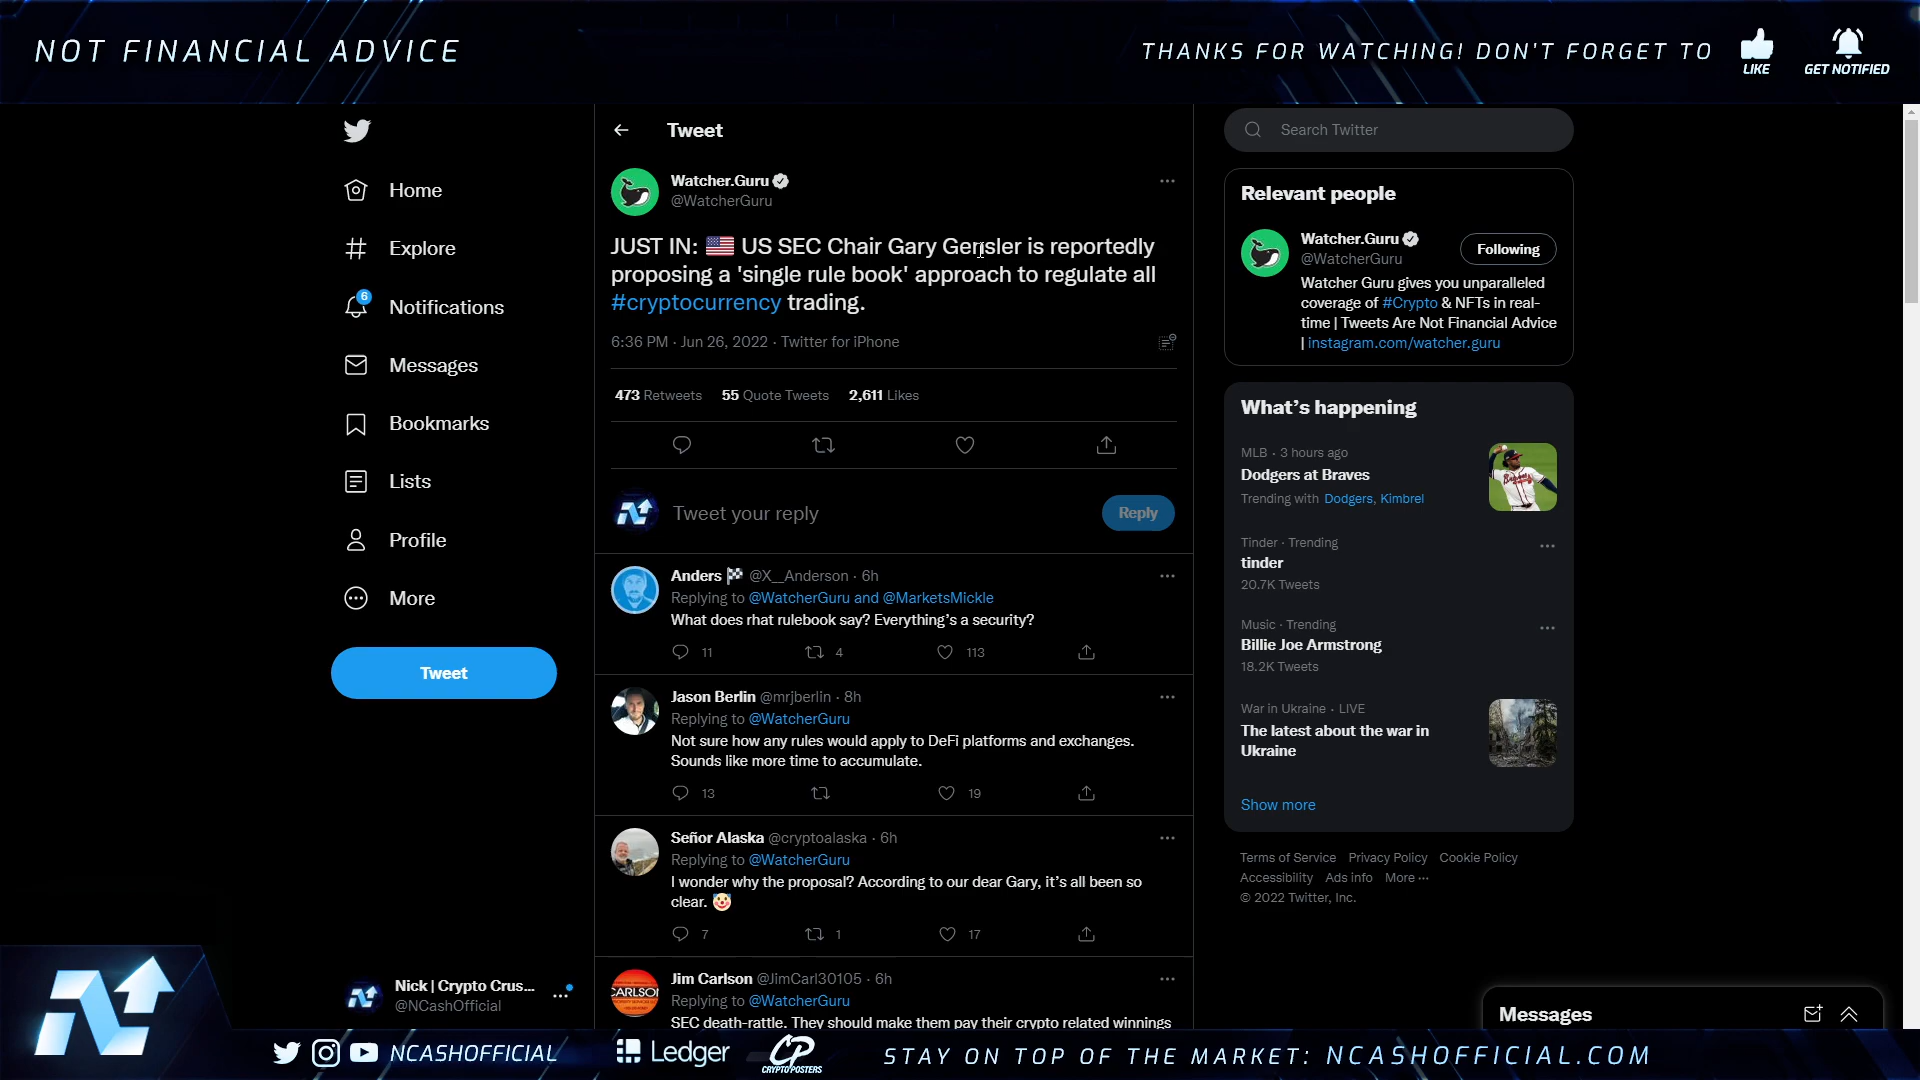 NOT FINANCIAL ADVICE
THANKS FOR WATCHING! DON'T FORGET TO
LIKE
GET NOTIFIED
Home
Explore
6
Notifications
Messages
Bookmarks
Lists
Profile
More
Tweet
Nick | Crypto Crus...
@NCashOfficial
Tweet
Watcher.Guru
@WatcherGuru
JUST IN: 🇺🇸 US SEC Chair Gary Gensler is reportedly
proposing a 'single rule book' approach to regulate all
#cryptocurrency trading.
6:36 PM · Jun 26, 2022 · Twitter for iPhone
473 Retweets 55 Quote Tweets 2,611 Likes
Tweet your reply
Reply
Anders 🏁 @X__Anderson · 6h
Replying to @WatcherGuru and @MarketsMickle
What does rhat rulebook say? Everything's a security?
11 4 113
Jason Berlin @mrjberlin · 8h
Replying to @WatcherGuru
Not sure how any rules would apply to DeFi platforms and exchanges.
Sounds like more time to accumulate.
13 19
Señor Alaska @cryptoalaska · 6h
Replying to @WatcherGuru
I wonder why the proposal? According to our dear Gary, it's all been so
clear. 🤡
7 1 17
CARLSON
Jim Carlson @JimCarl30105 · 6h
Replying to @WatcherGuru
SEC death-rattle. They should make them pay their crypto related winnings
Search Twitter
Relevant people
Watcher.Guru
@WatcherGuru
Following
Watcher Guru gives you unparalleled
coverage of #Crypto & NFTs in real-
time | Tweets Are Not Financial Advice
| instagram.com/watcher.guru
What's happening
MLB · 3 hours ago
Dodgers at Braves
Trending with Dodgers, Kimbrel
Tinder · Trending
tinder
20.7K Tweets
Music · Trending
Billie Joe Armstrong
18.2K Tweets
War in Ukraine · LIVE
The latest about the war in
Ukraine
Show more
Terms of Service Privacy Policy Cookie Policy
Accessibility Ads info More ···
© 2022 Twitter, Inc.
Messages
NCASHOFFICIAL
Ledger
CP
CRYPTOPOSTERS
STAY ON TOP OF THE MARKET: NCASHOFFICIAL.COM